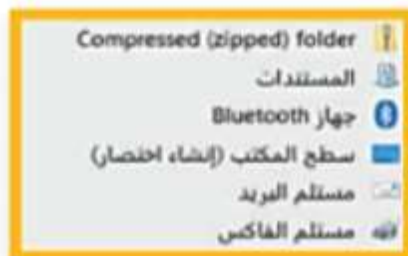 Compressed (zipped) folder
المستندات
جهاز Bluetooth
سطح المكتب (إنشاء اختصار)
مستلم البريد
مستلم الفاكس